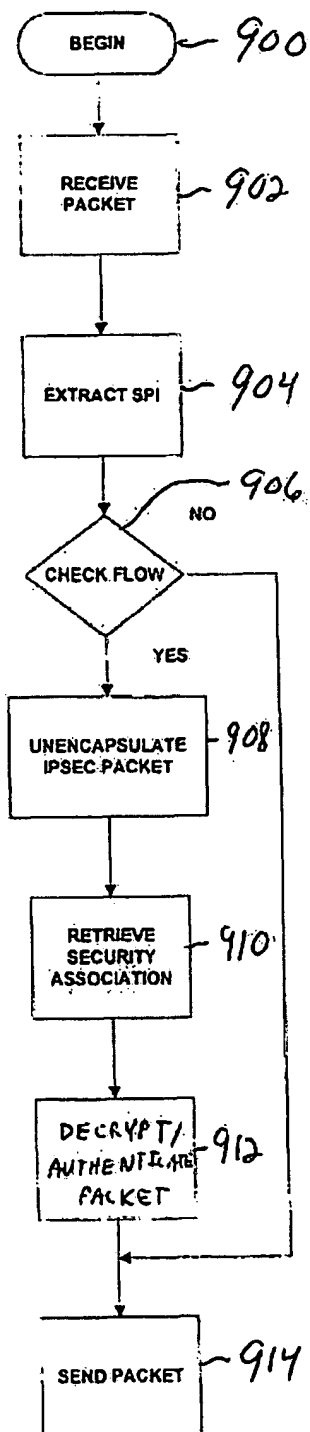 BEGIN
900
RECEIVE
PACKET
902
EXTRACT SPI
904
906
NO
CHECK FLOW
YES
UNENCAPSULATE
IPSEC PACKET
908
RETRIEVE
SECURITY
ASSOCIATION
910
DECRYPT/
AUTHENTICATE
PACKET
912
SEND PACKET
914